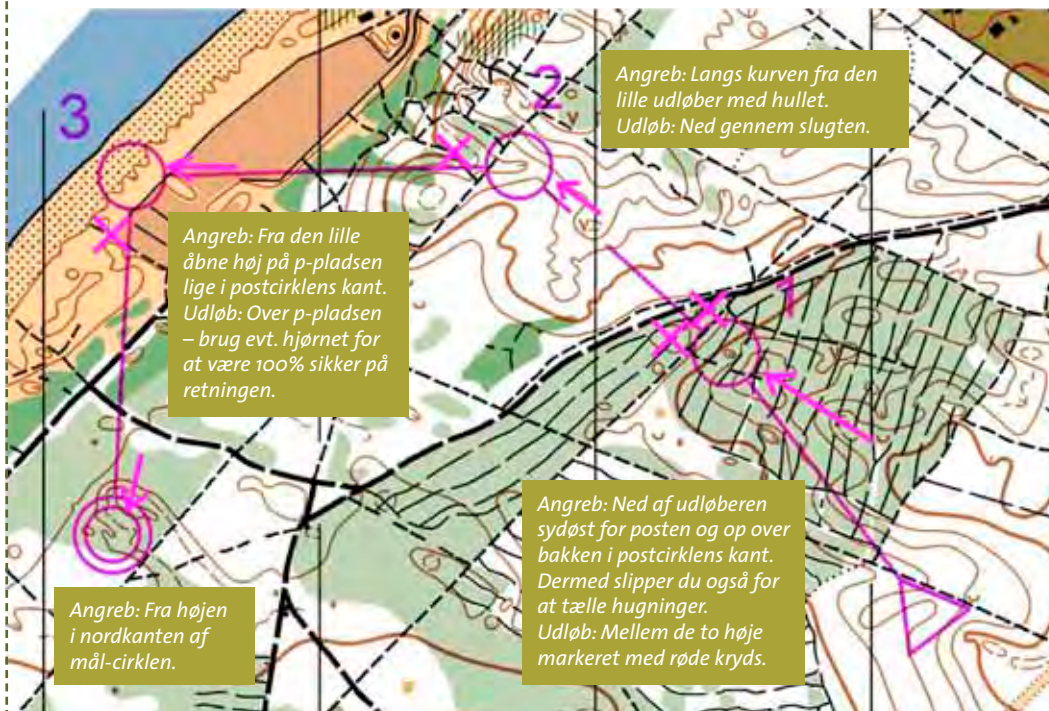 3
2
Angreb: Langs kurven fra den
lille udløber med hullet.
Udløb: Ned gennem slugten.
Angreb: Fra den lille
åbne høj på p-pladsen
lige i postcirklens kant.
Udløb: Over p-pladsen
– brug evt. hjørnet for
at være 100% sikker på
retningen.
1
Angreb: Ned af udløberen
sydøst for posten og op over
bakken i postcirklens kant.
Dermed slipper du også for
at tælle hugninger.
Udløb: Mellem de to høje
markeret med røde kryds.
Angreb: Fra højen
i nordkanten af
mål-cirklen.